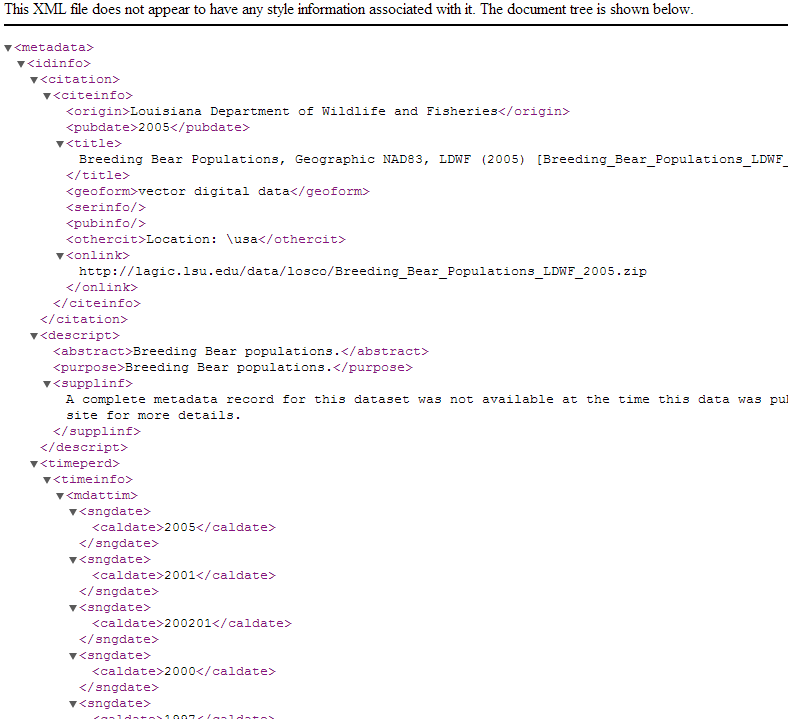 This XML file does not appear to have any style information associated with it. The document tree is shown below.
▼<metadata>
▼<idinfo>
▼<citation>
▼<citeinfo>
<origin>Louisiana Department of Wildlife and Fisheries</origin>
<pubdate>2005</pubdate>
▼<title>
Breeding Bear Populations, Geographic NAD83, LDWF (2005) [Breeding_Bear_Populations_LDWF_
</title>
<geoform>vector digital data</geoform>
<serinfo/>
<pubinfo/>
<othercit>Location: \usa</othercit>
▼<onlink>
http://lagic.lsu.edu/data/losco/Breeding_Bear_Populations_LDWF_2005.zip
</onlink>
</citeinfo>
</citation>
▼<descript>
<abstract>Breeding Bear populations.</abstract>
<purpose>Breeding Bear populations.</purpose>
▼<supplinf>
A complete metadata record for this dataset was not available at the time this data was pu
site for more details.
</supplinf>
</descript>
▼<timeperd>
▼<timeinfo>
▼<mdattim>
▼<sngdate>
<caldate>2005</caldate>
</sngdate>
▼<sngdate>
<caldate>2001</caldate>
</sngdate>
▼<sngdate>
<caldate>200201</caldate>
</sngdate>
▼<sngdate>
<caldate>2000</caldate>
</sngdate>
▼<sngdate>
<caldate>1997</caldate>